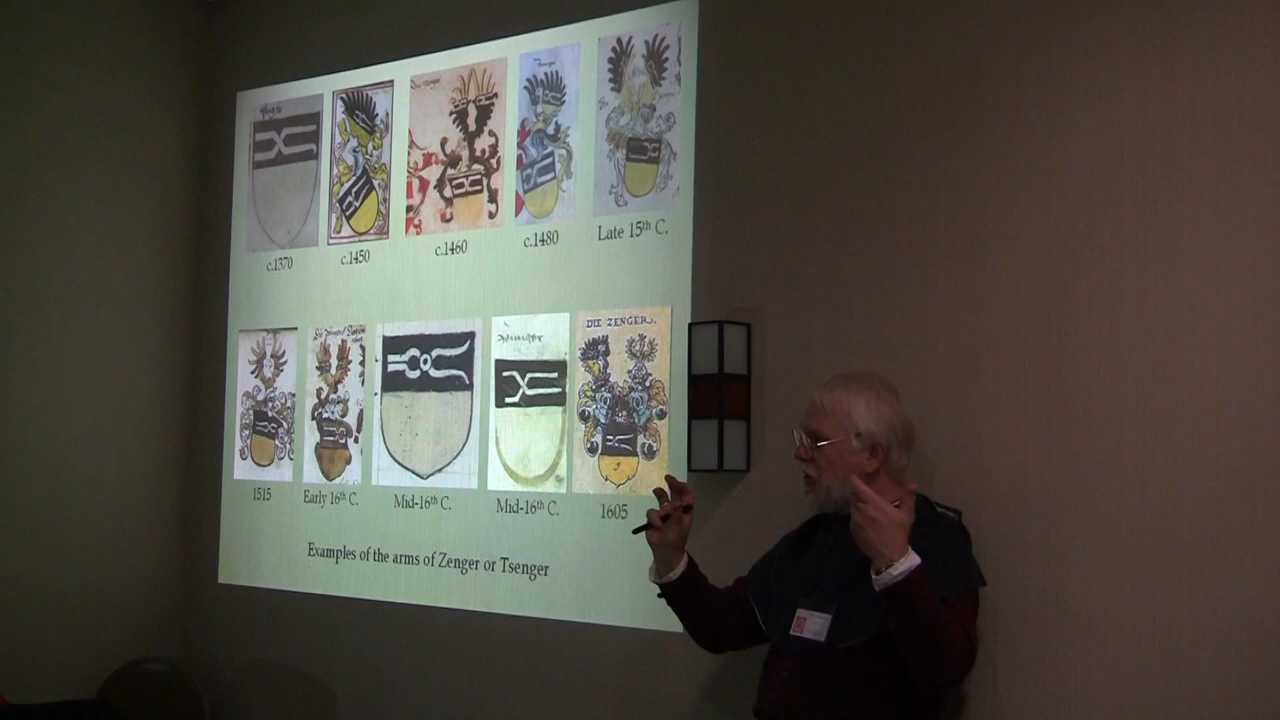 c.1370
c.1450
c.1460
c.1480
Late 15th C.
DIE ZENGER.
1515
Early 16th C.
Mid-16th C.
Mid-16th C.
1605
Examples of the arms of Zenger or Tsenger